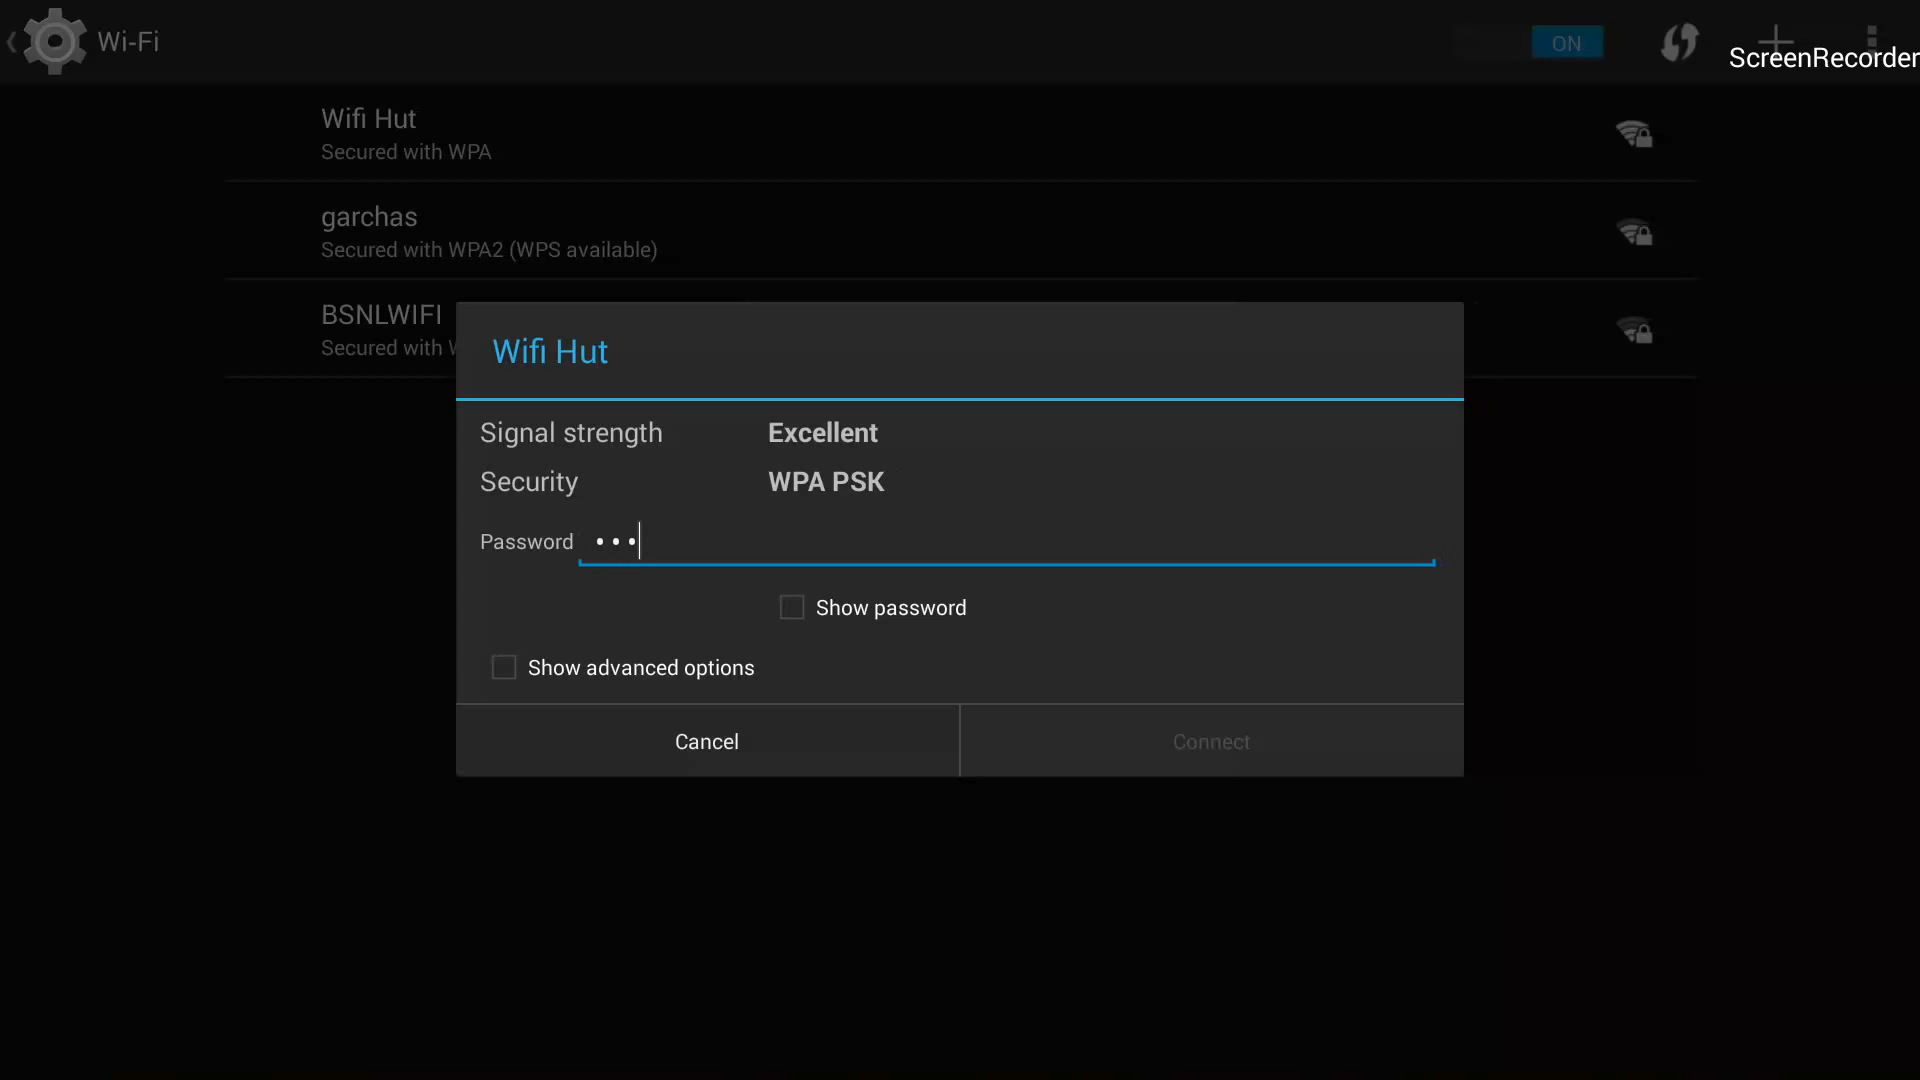 Wi-Fi
ON
ScreenRecorder
Wifi Hut
Secured with WPA
garchas
Secured with WPA2 (WPS available)
BSNLWIFI
Secured with
Wifi Hut
Signal strength Excellent
Security WPA PSK
Password •••
Show password
Show advanced options
Cancel Connect